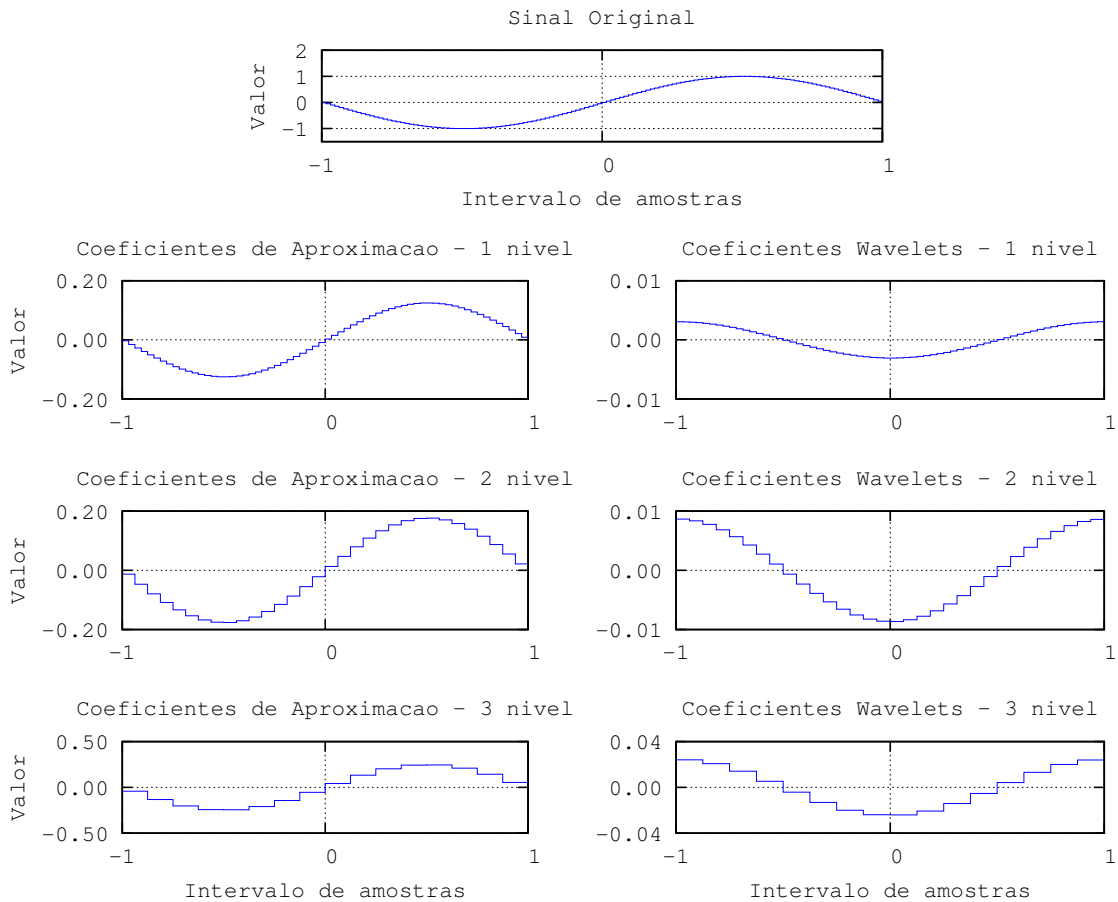 Sinal Original
Valor
2
1
0
−1
−1 0 1
Intervalo de amostras
Coeficientes de Aproximacao − 1 nivel
Valor
0.20
0.00
−0.20
−1 0 1
Coeficientes Wavelets − 1 nivel
0.01
0.00
−0.01
−1 0 1
Coeficientes de Aproximacao − 2 nivel
Valor
0.20
0.00
−0.20
−1 0 1
Coeficientes Wavelets − 2 nivel
0.01
0.00
−0.01
−1 0 1
Coeficientes de Aproximacao − 3 nivel
Valor
0.50
0.00
−0.50
−1 0 1
Intervalo de amostras
Coeficientes Wavelets − 3 nivel
0.04
0.00
−0.04
−1 0 1
Intervalo de amostras